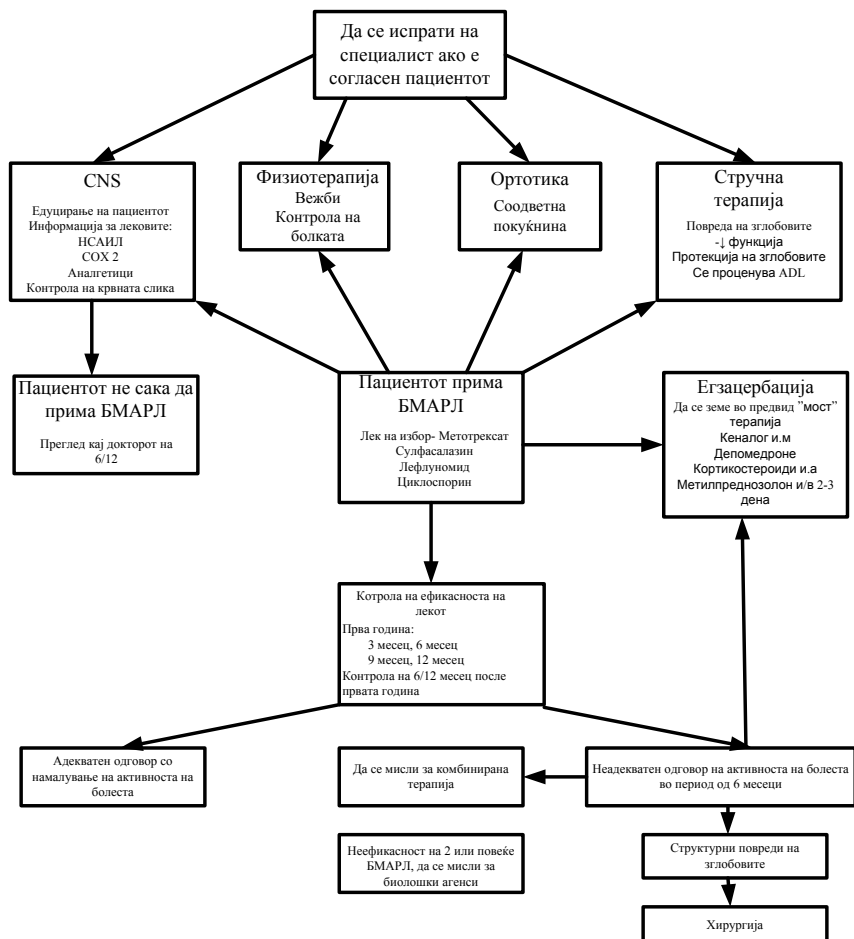 Да се испрати на
специалист ако е
согласен пациентот
CNS
Едуцирање на пациентот
Информација за лековите:
НСАИЛ
COX 2
Аналгетици
Контрола на крвната слика
Физиотерапија
Вежби
Контрола на
болката
Ортотика
Соодветна
покуќнина
Стручна
терапија
Повреда на зглобовите
-↓ функција
Протекција на зглобовите
Се проценува ADL
Пациентот не сака да
прима БМАРЛ
Преглед кај докторот на
6/12
Пациентот прима
БМАРЛ
Лек на избор- Метотрексат
Сулфасалазин
Лефлуномид
Циклоспорин
Егзацербација
Да се земе во предвид ”мост”
терапија
Кеналог и.м
Депомедроне
Кортикостероиди и.а
Метилпреднозолон и/в 2-3
дена
Котрола на ефикасноста на
лекот
Прва година:
3 месец, 6 месец
9 месец, 12 месец
Контрола на 6/12 месец после
првата година
Адекватен одговор со
намалување на активноста на
болеста
Да се мисли за комбинирана
терапија
Неадекватен одговор на активноста на болеста
во период од 6 месеци
Неефикасност на 2 или повеќе
БМАРЛ, да се мисли за
биолошки агенси
Структурни повреди на
зглобовите
Хирургија